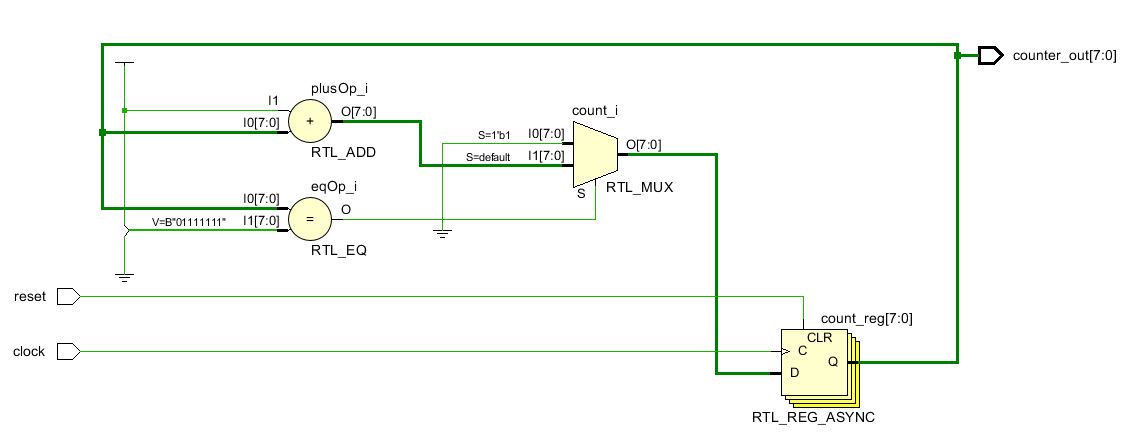 counter_out[7:0]
plusOp_i
I1
I0[7:0]
+
O[7:0]
RTL_ADD
count_i
S=1'b1
I0[7:0]
S=default
I1[7:0]
O[7:0]
S
RTL_MUX
eqOp_i
I0[7:0]
V=B"01111111"
I1[7:0]
=
O
RTL_EQ
reset
clock
count_reg[7:0]
CLR
C
Q
D
RTL_REG_ASYNC